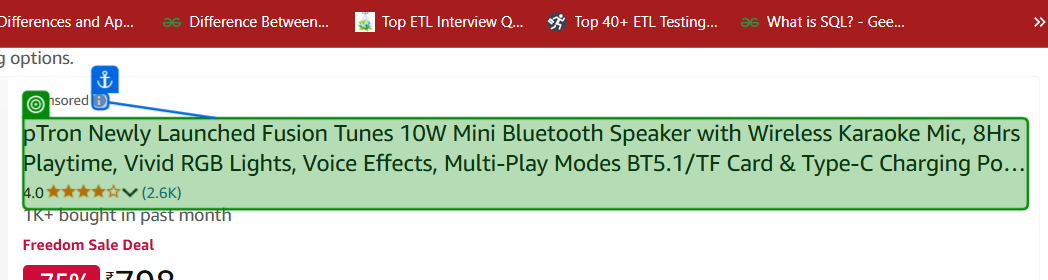 Differences and Ap... Difference Between... Top ETL Interview Q... Top 40+ ETL Testing... What is SQL? - Gee... »
g options.
nsored
pTron Newly Launched Fusion Tunes 10W Mini Bluetooth Speaker with Wireless Karaoke Mic, 8Hrs
Playtime, Vivid RGB Lights, Voice Effects, Multi-Play Modes BT5.1/TF Card & Type-C Charging Po...
4.0 (2.6K)
1K+ bought in past month
Freedom Sale Deal
-75% ₹798